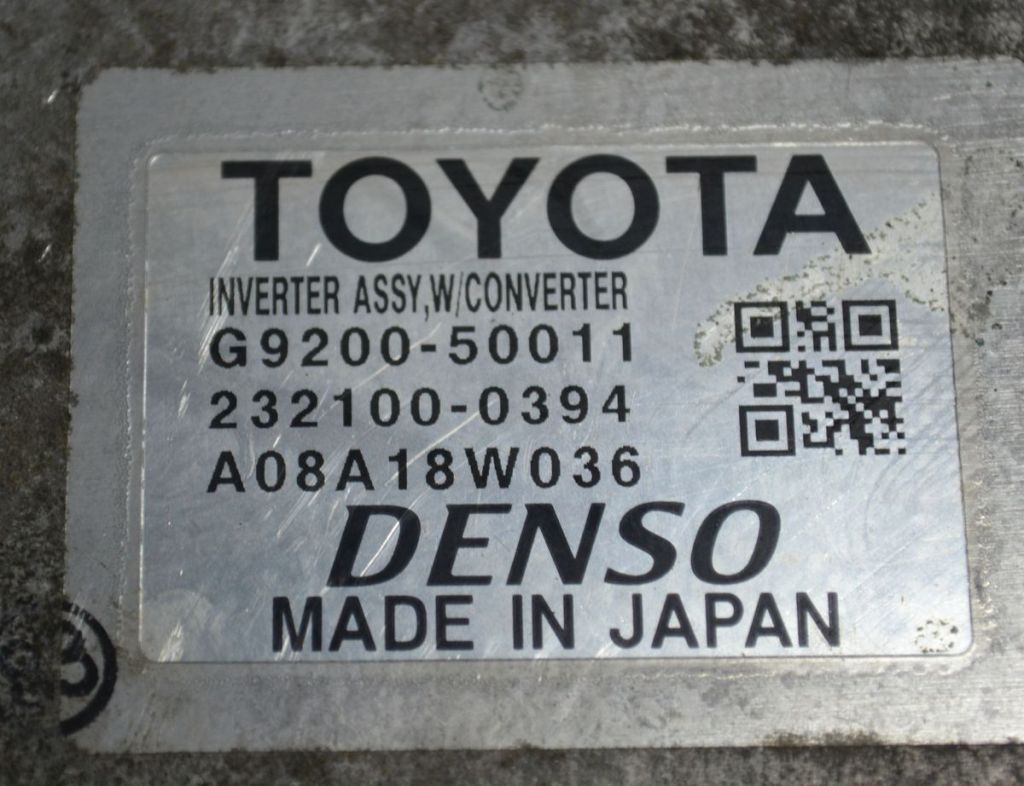 TOYOTA
INVERTER ASSY,W/CONVERTER
G9200-50011
232100-0394
A08A18W036
DENSO
MADE IN JAPAN